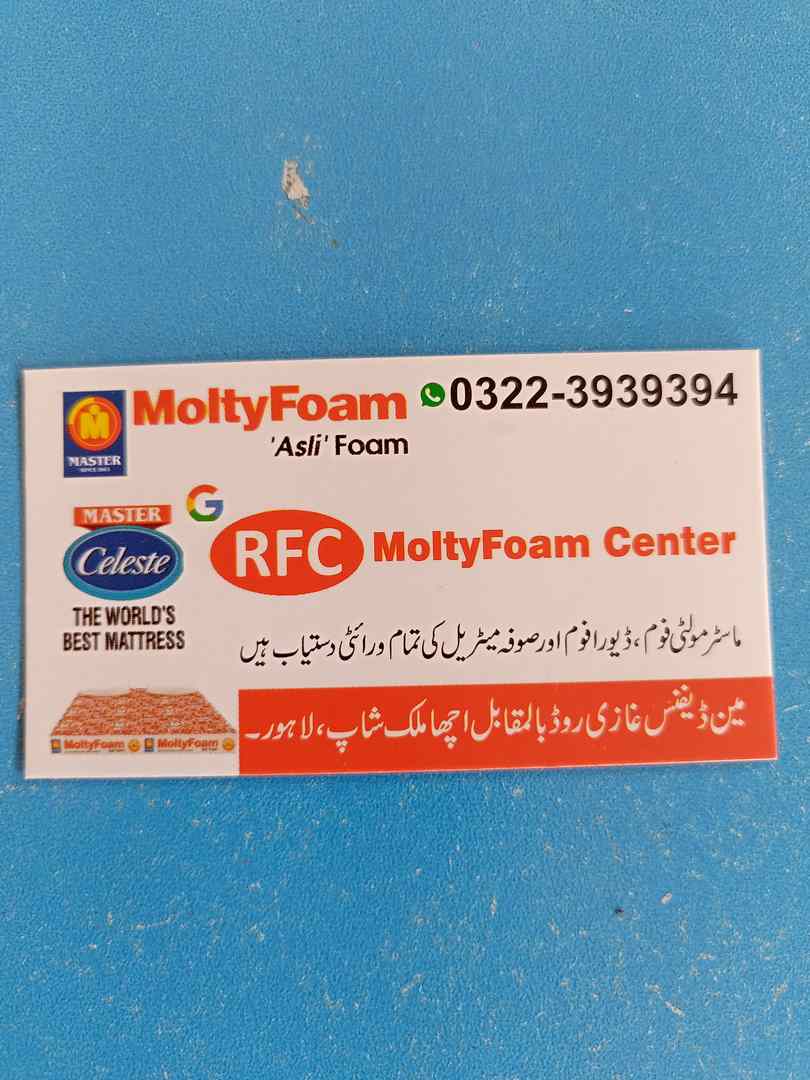 MASTER
SINCE 1963
MoltyFoam
'Asli' Foam
0322-3939394
MASTER
Celeste
THE WORLD'S
BEST MATTRESS
G
RFC MoltyFoam Center
ماسٹر مولٹی فوم، ڈیورا فوم اور صوفہ میٹریل کی تمام ورائٹی دستیاب ہیں
مین ڈیفنس غازی روڈ بالمقابل اچھا ملک شاپ، لاہور۔
MoltyFoam MoltyFoam